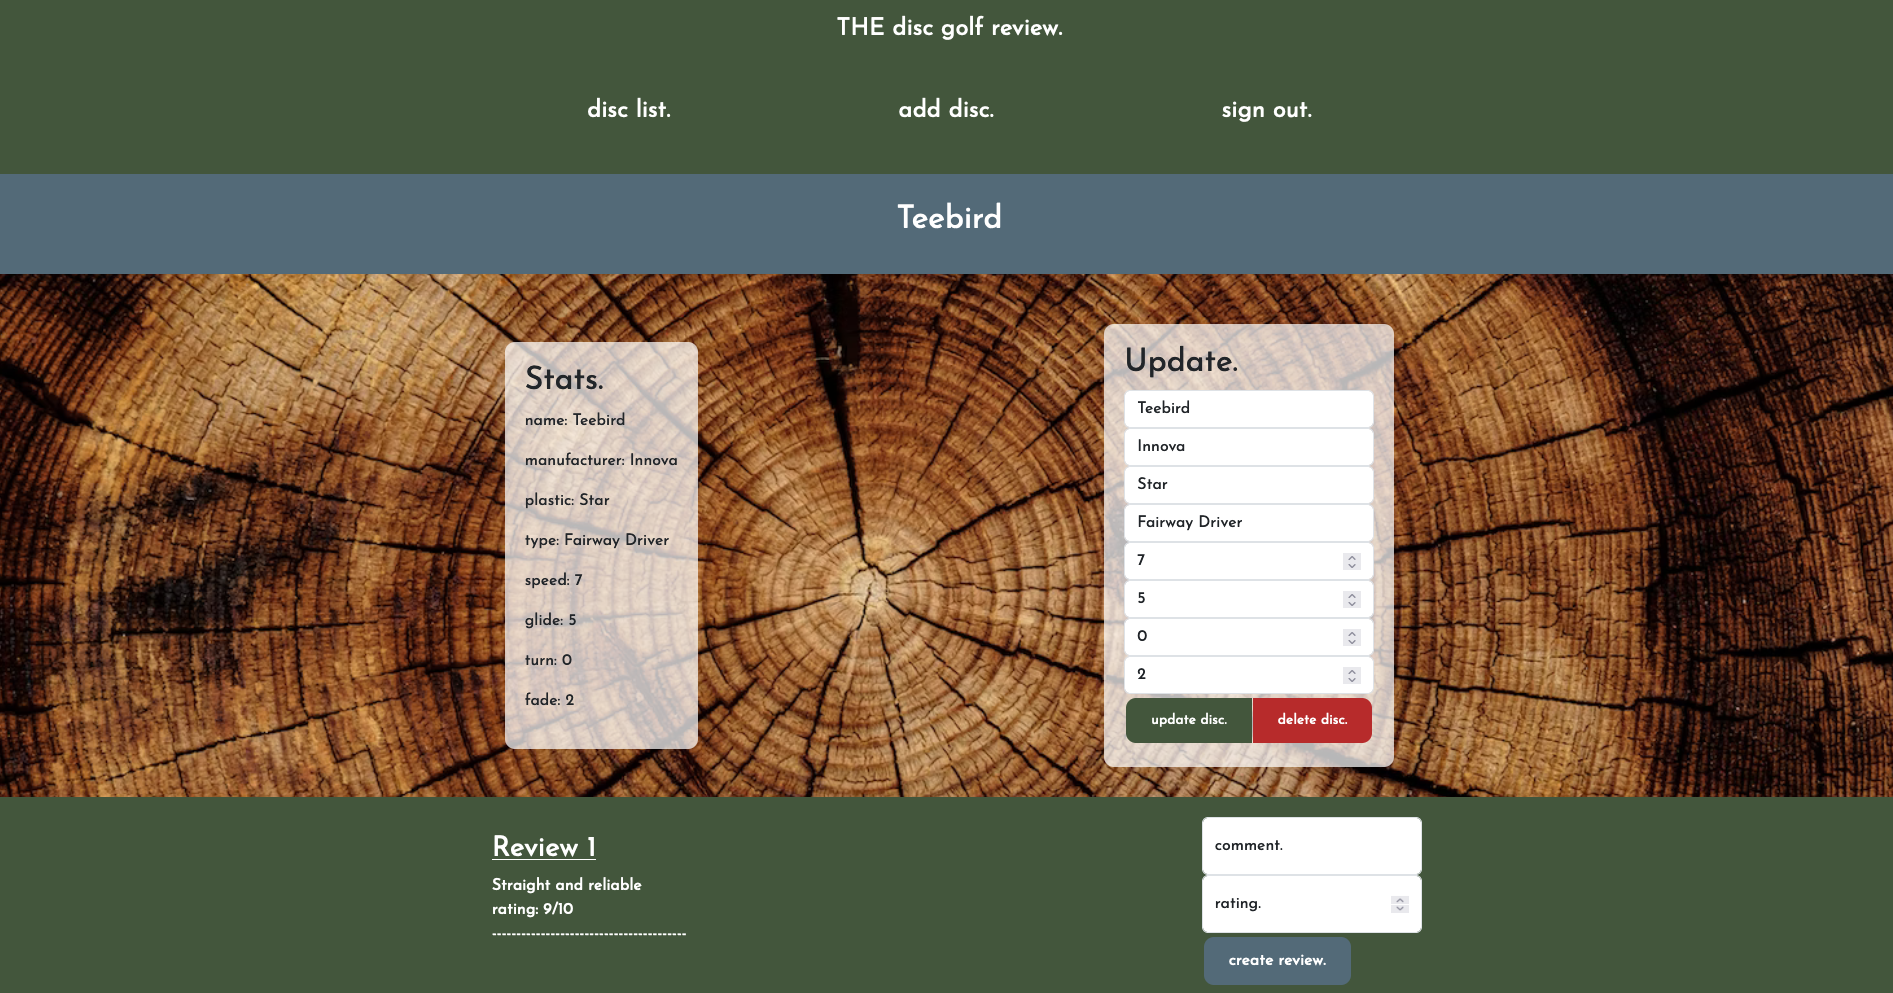 THE disc golf review.
disc list.
add disc.
sign out.
Teebird
Stats.
name: Teebird
manufacturer: Innova
plastic: Star
type: Fairway Driver
speed: 7
glide: 5
turn: 0
fade: 2
Update.
Teebird
Innova
Star
Fairway Driver
7
5
0
2
update disc.
delete disc.
Review 1
Straight and reliable
rating: 9/10
----------------------------------------
comment.
rating.
create review.